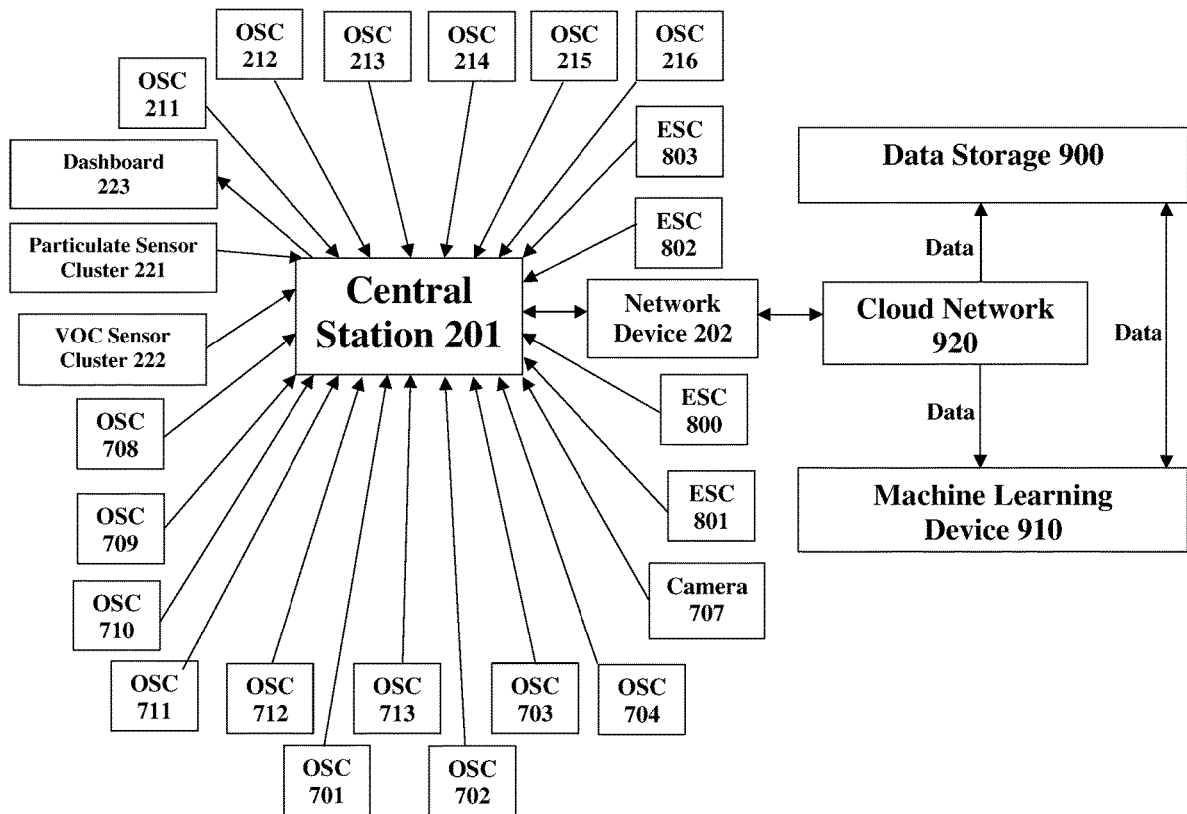 OSC
212
OSC
213
OSC
214
OSC
215
OSC
216
OSC
211
ESC
803
Dashboard
223
Data Storage 900
ESC
802
Particulate Sensor
Cluster 221
Data
Central
Station 201
Network
Device 202
Cloud Network
920
VOC Sensor
Cluster 222
Data
ESC
800
Data
OSC
708
ESC
801
Machine Learning
Device 910
OSC
709
Camera
707
OSC
710
OSC
711
OSC
712
OSC
713
OSC
703
OSC
704
OSC
701
OSC
702